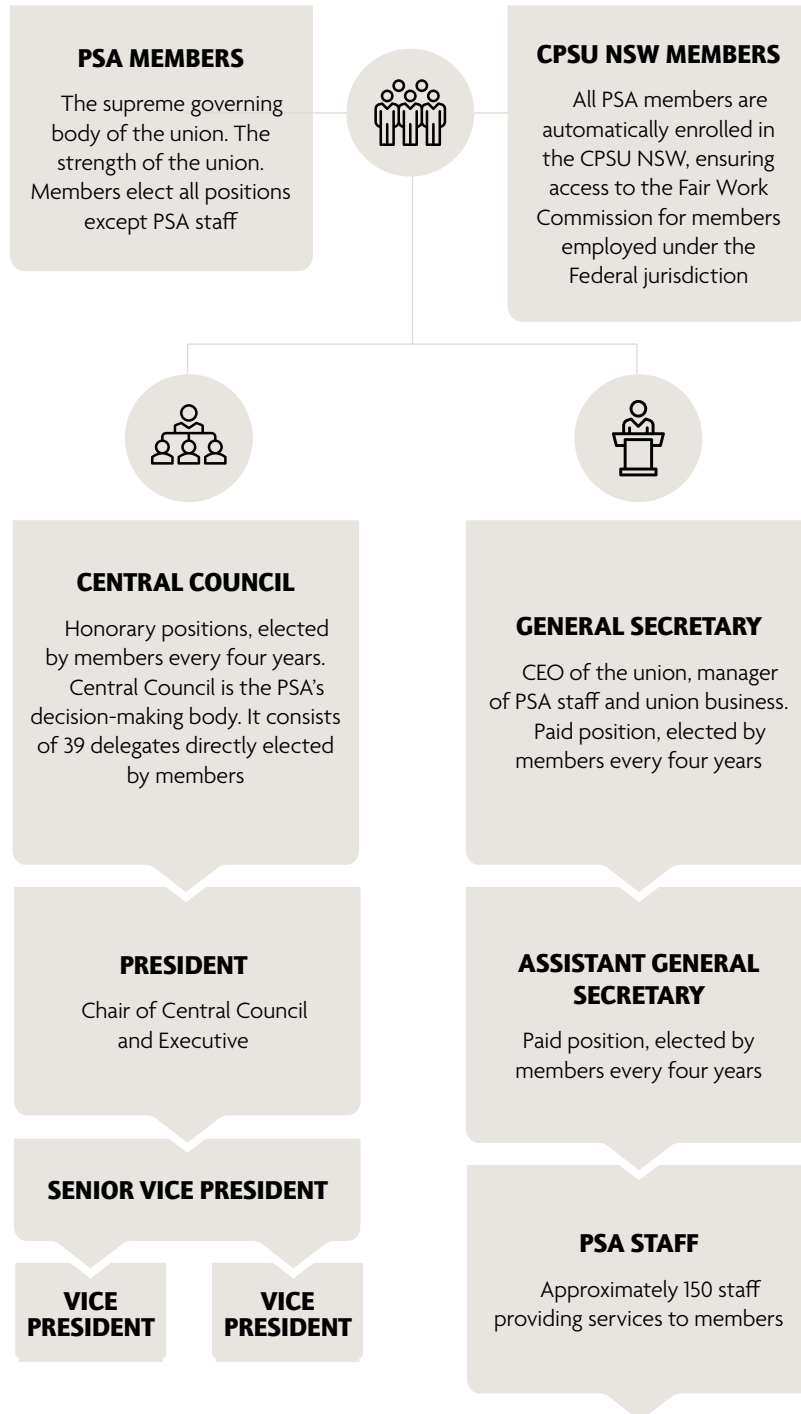 PSA MEMBERS
The supreme governing
body of the union. The
strength of the union.
Members elect all positions
except PSA staff
CPSU NSW MEMBERS
All PSA members are
automatically enrolled in
the CPSU NSW, ensuring
access to the Fair Work
Commission for members
employed under the
Federal jurisdiction
CENTRAL COUNCIL
Honorary positions, elected
by members every four years.
Central Council is the PSA’s
decision-making body. It consists
of 39 delegates directly elected
by members
PRESIDENT
Chair of Central Council
and Executive
SENIOR VICE PRESIDENT
VICE
PRESIDENT
VICE
PRESIDENT
GENERAL SECRETARY
CEO of the union, manager
of PSA staff and union business.
Paid position, elected by
members every four years
ASSISTANT GENERAL
SECRETARY
Paid position, elected by
members every four years
PSA STAFF
Approximately 150 staff
providing services to members